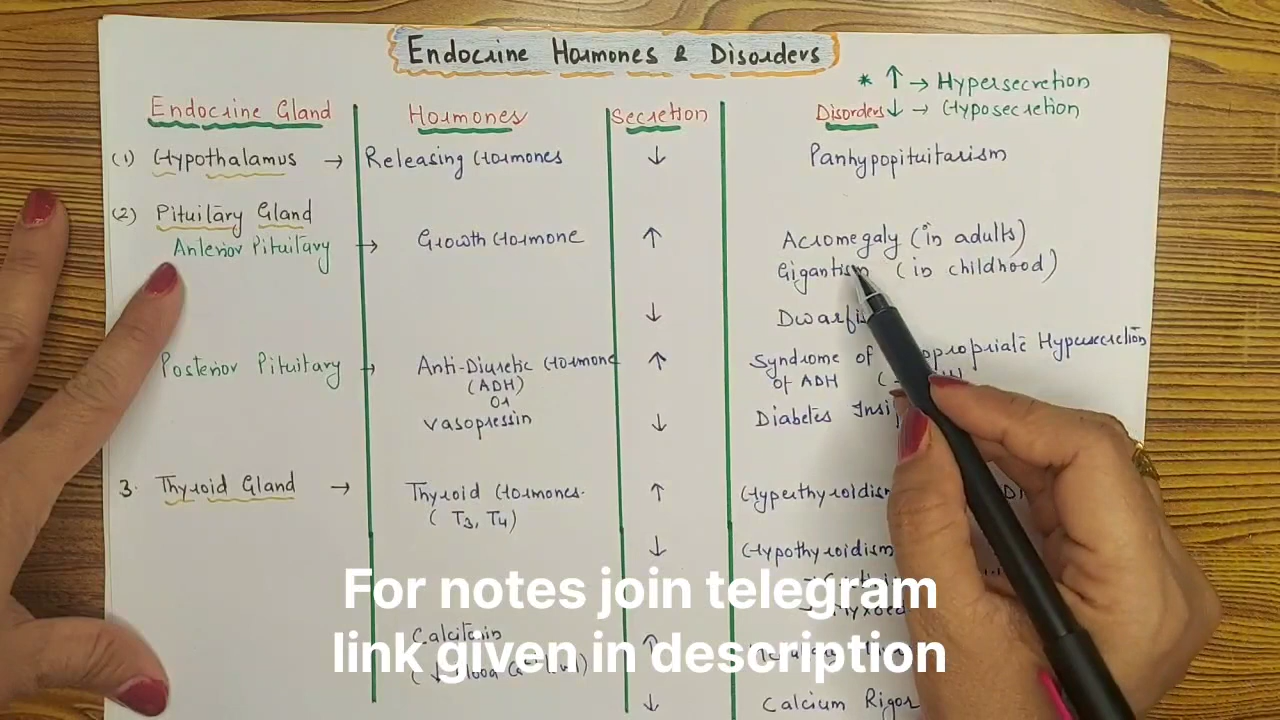 Endocrine Hormones & Disorders
* ↑ → Hypersecretion
Endocrine Gland Hormones Secretion Disorders ↓ → Hyposecretion
(1) Hypothalamus → Releasing Hormones ↓ Panhypopituitarism
(2) Pituitary Gland
Anterior Pituitary → Growth Hormone ↑ Acromegaly (in adults)
Gigantism (in childhood)
↓
Posterior Pituitary → Anti-Diuretic Hormone ↑ Syndrome of Hypersecretion
(ADH) of ADH
Or
Vasopressin ↓ Diabetes
3. Thyroid Gland → Thyroid Hormones. ↑
(T3, T4)
↓ Hypothyroidism
For notes join telegram
link given in description
Calcitonin ↑
↓ Calcium Rigor